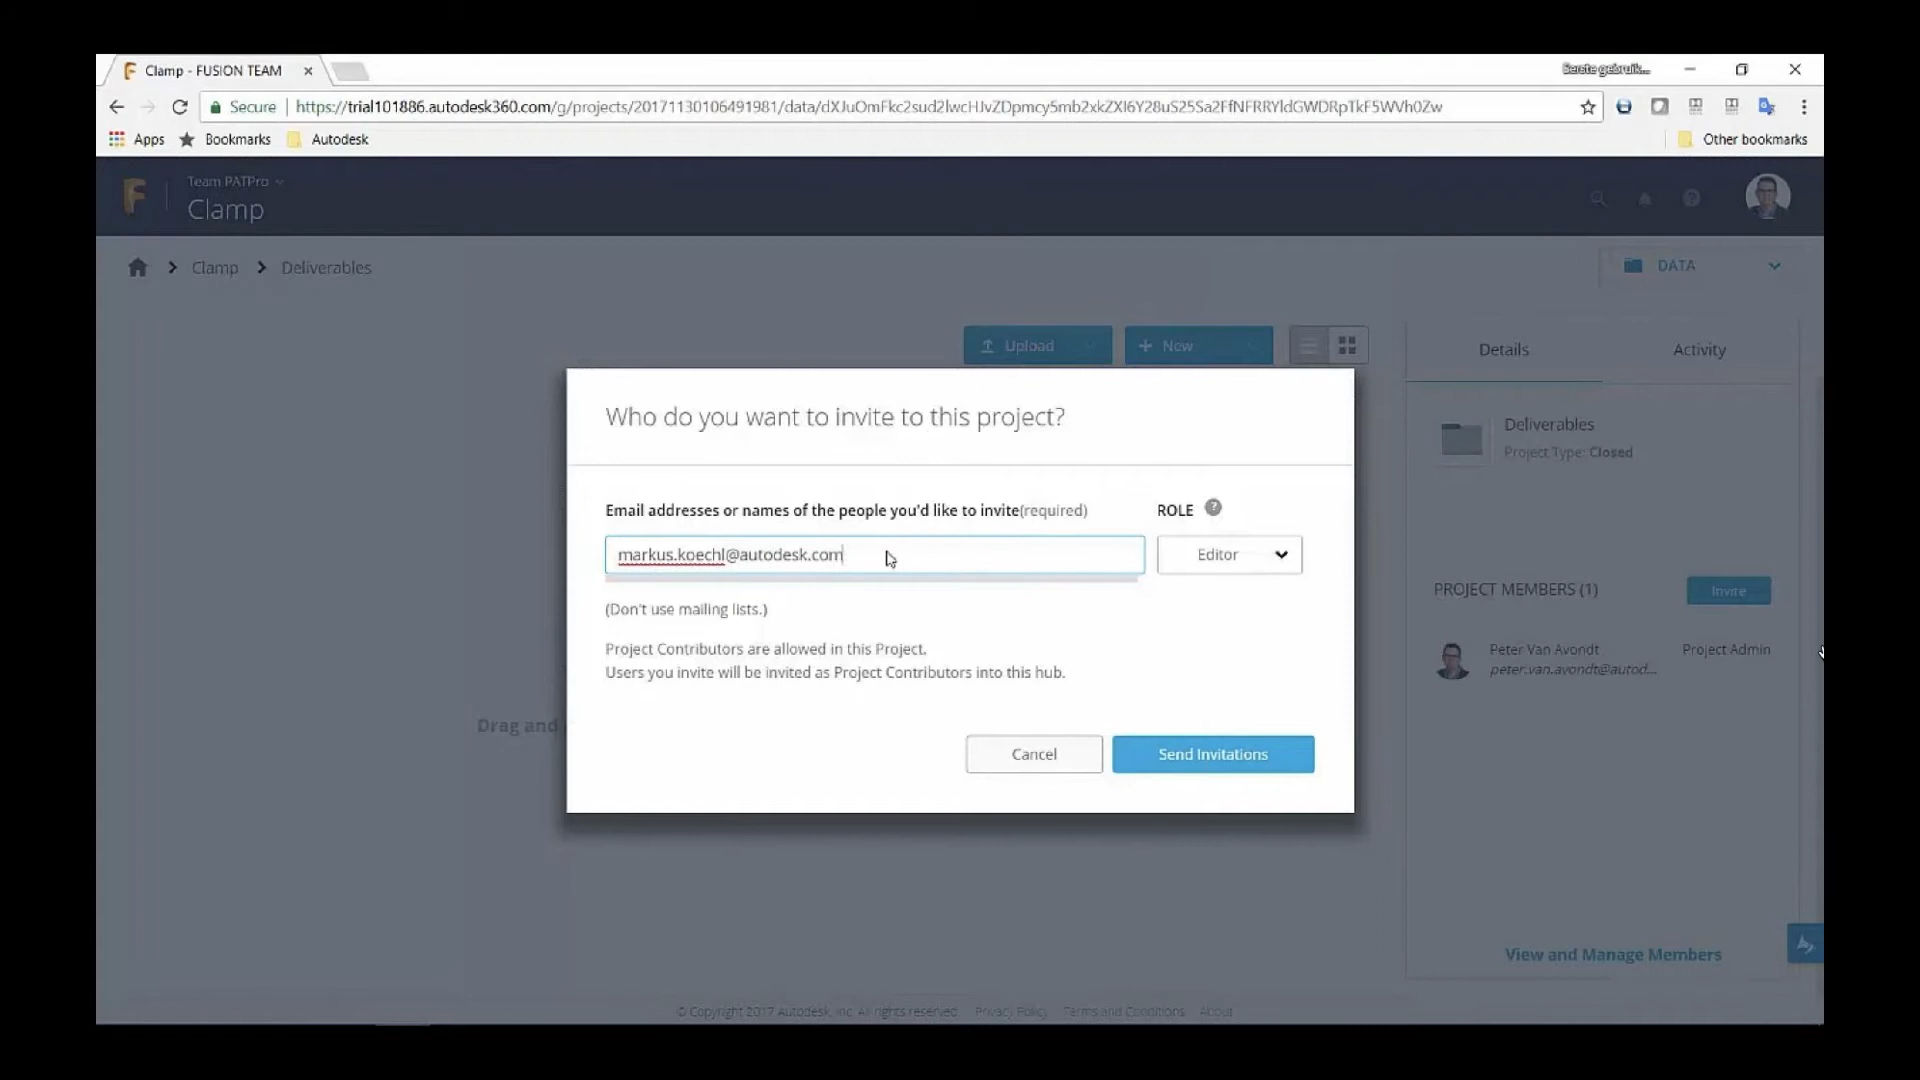 Clamp - FUSION TEAM
Eerste gebruik...
Secure https://trial101886.autodesk360.com/g/projects/20171130106491981/data/dXJuOmFkc2sud2lwcHJvZDpmcy5mb2xkZXI6Y28uS25Sa2FfNFRRYldGWDRpTkF5WVh0Zw
Apps Bookmarks Autodesk Other bookmarks
Team PATPro
Clamp
Clamp Deliverables DATA
Upload New
Details Activity
Deliverables
Project Type: Closed
Who do you want to invite to this project?
Email addresses or names of the people you'd like to invite(required) ROLE
markus.koechl@autodesk.com Editor
(Don't use mailing lists.)
Project Contributors are allowed in this Project.
Users you invite will be invited as Project Contributors into this hub.
Drag and
Cancel Send Invitations
PROJECT MEMBERS (1) Invite
Peter Van Avondt Project Admin
peter.van.avondt@autod...
View and Manage Members
© Copyright 2017 Autodesk, Inc. All rights reserved. Privacy Policy Terms and Conditions About